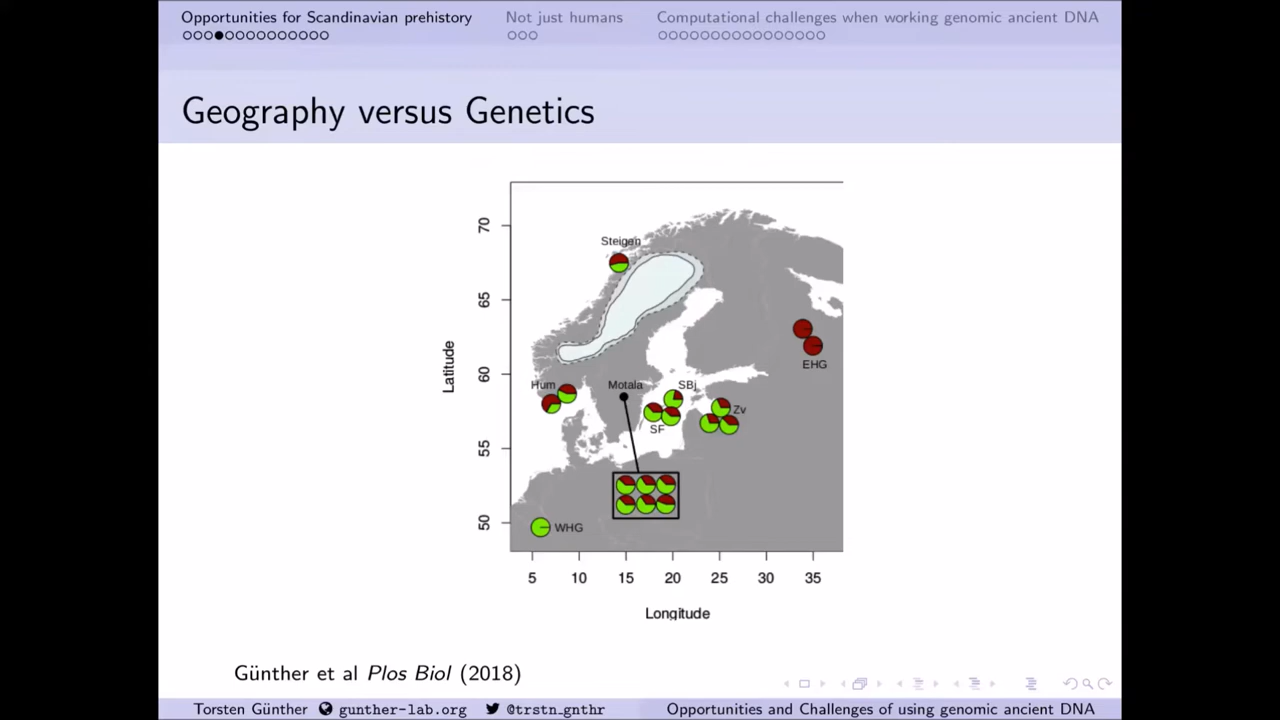 Opportunities for Scandinavian prehistory Not just humans Computational challenges when working genomic ancient DNA
Geography versus Genetics
70
65
60
55
50
Latitude
Steigen
EHG
Hum
Motala
SBj
Zv
SF
WHG
5 10 15 20 25 30 35
Longitude
Günther et al Plos Biol (2018)
Torsten Günther gunther-lab.org @trstn_gnthr Opportunities and Challenges of using genomic ancient DNA